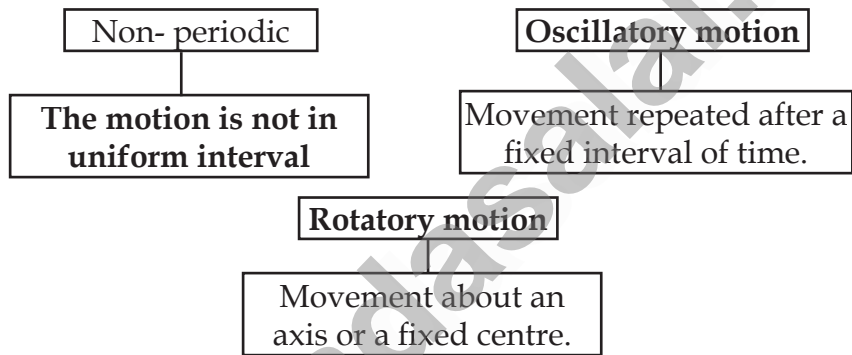 Non- periodic
Oscillatory motion
The motion is not in
uniform interval
Movement repeated after a
fixed interval of time.
Rotatory motion
Movement about an
axis or a fixed centre.